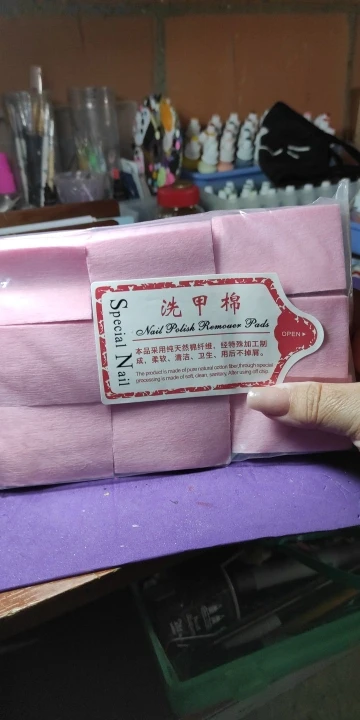 Special Nail
洗甲棉
Nail Polish Remover Pads
OPEN
本品采用纯天然棉纤维，经特殊加工制
成，柔软、清洁、卫生，用后不掉屑。
The product is made of pure natural cotton fiber,through special
processing is made of soft, clean, sanitary. After using off chip.